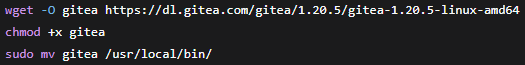 wget -O gitea https://dl.gitea.com/gitea/1.20.5/gitea-1.20.5-linux-amd64
chmod +x gitea
sudo mv gitea /usr/local/bin/